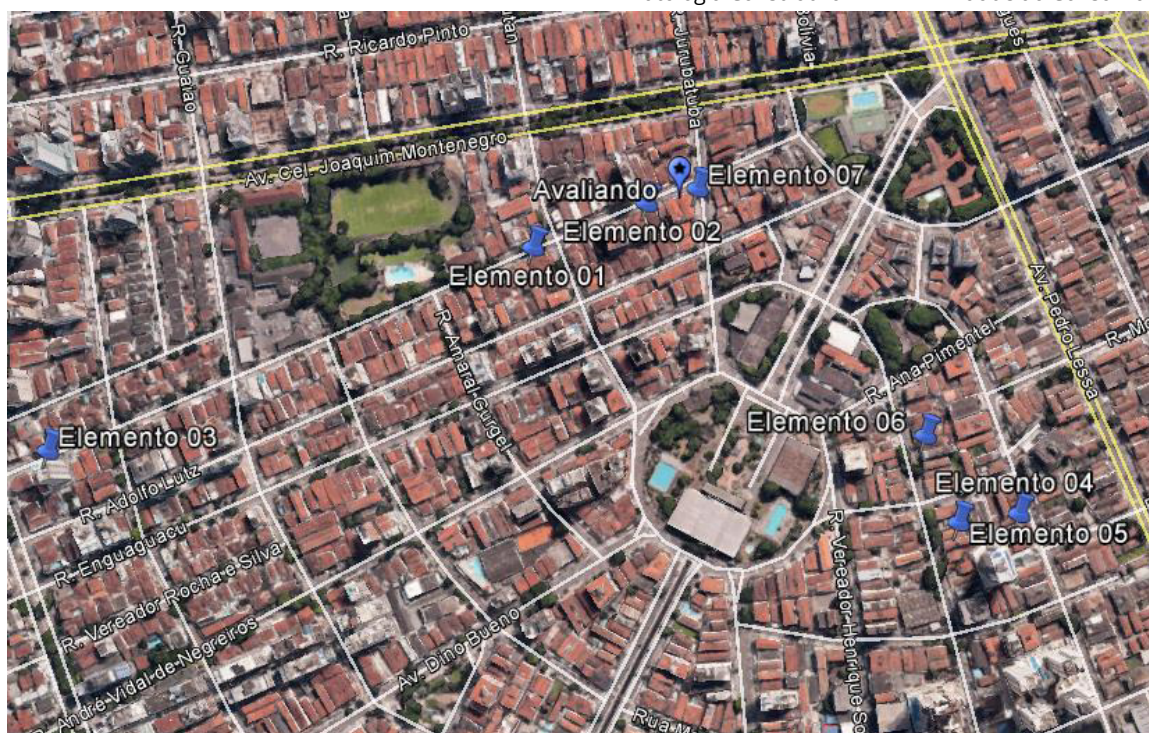 R. Ricardo Pinto
R. Guaiao
Jurubatuba
Bolivia
Av. Cel. Joaquim Montenegro
Avaliando
Elemento 07
Elemento 02
Elemento 01
Av. Pedro Lessa
R. Amaral Gurgel
R. Ana Pimentel
Elemento 03
Elemento 06
R. Adolfo Lutz
Elemento 04
Elemento 05
R. Enguaguacu
R. Vereador Rocha e Silva
R. Vereador Henrique
R. Andre Vidal de Negreiros
Av. Dino Bueno
Rua